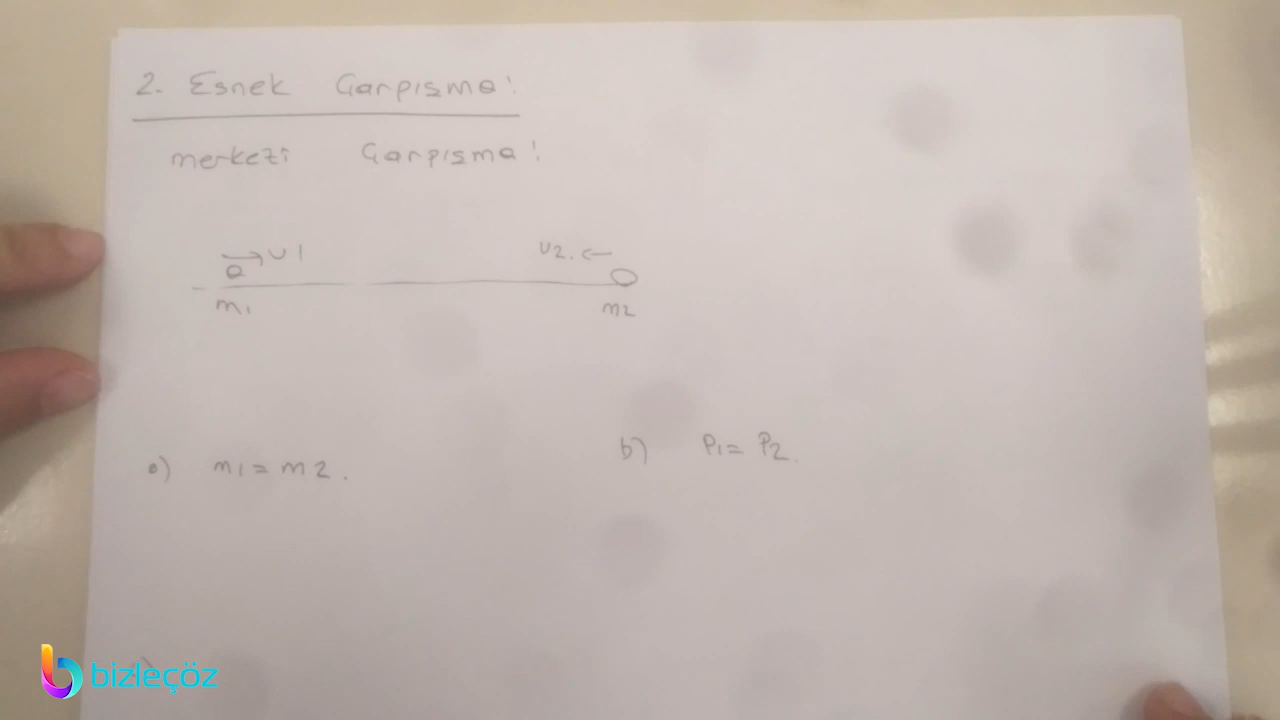 2. Esnek Çarpışma!
merkezi Çarpışma!
v1
v2.
m1
m2
a) m1 = m2.
b) P1 = P2.
bizleçöz